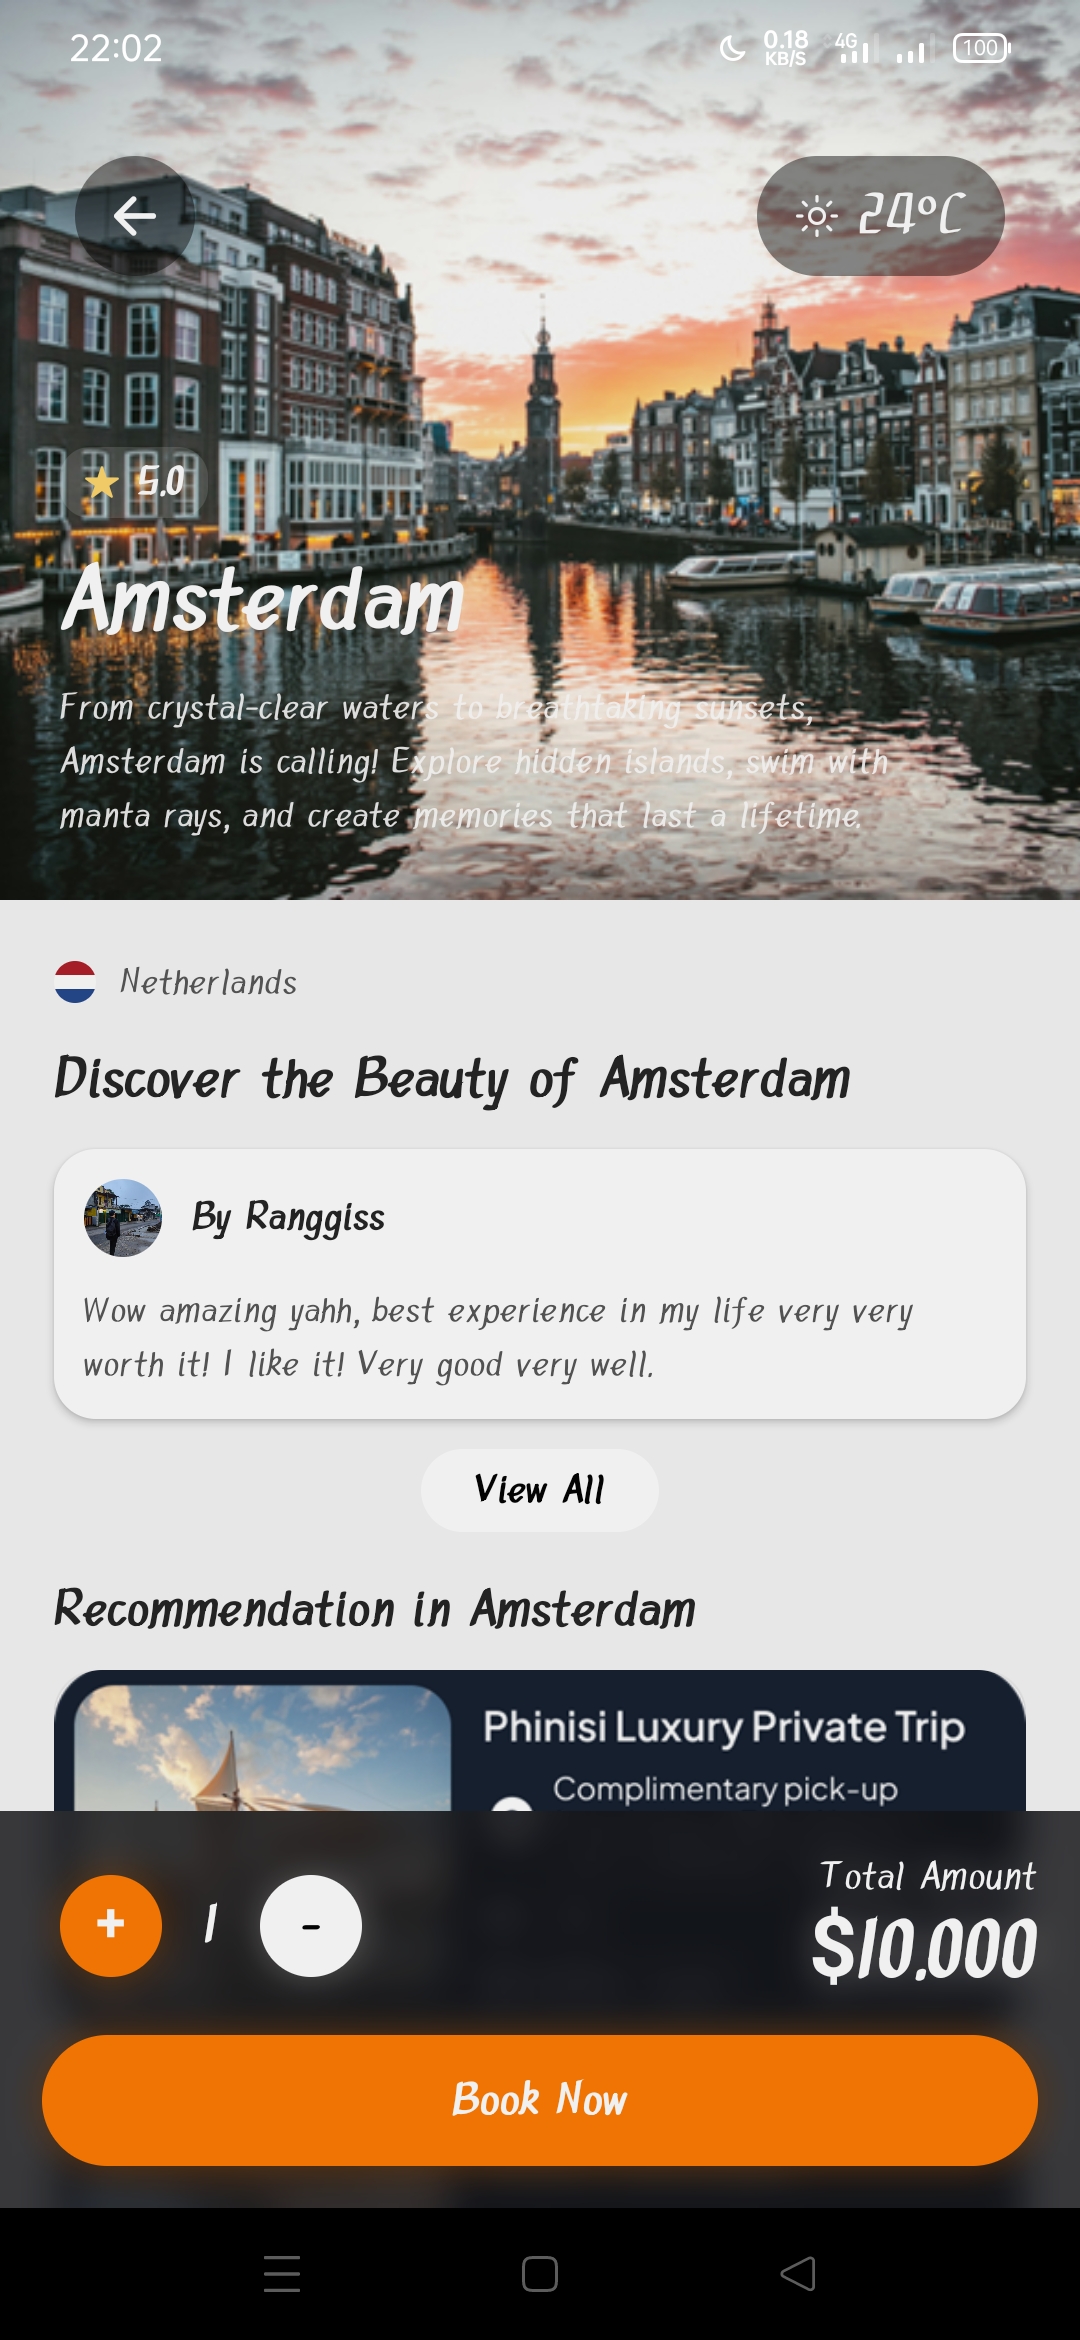 22:02
0.18
KB/S
4G
100
24°C
5.0
Amsterdam
From crystal-clear waters to breathtaking sunsets,
Amsterdam is calling! Explore hidden islands, swim with
manta rays, and create memories that last a lifetime.
Netherlands
Discover the Beauty of Amsterdam
By Ranggiss
Wow amazing yahh, best experience in my life very very
worth it! I like it! Very good very well.
View All
Recommendation in Amsterdam
Phinisi Luxury Private Trip
Complimentary pick-up
+ 1 -
Total Amount
$10.000
Book Now